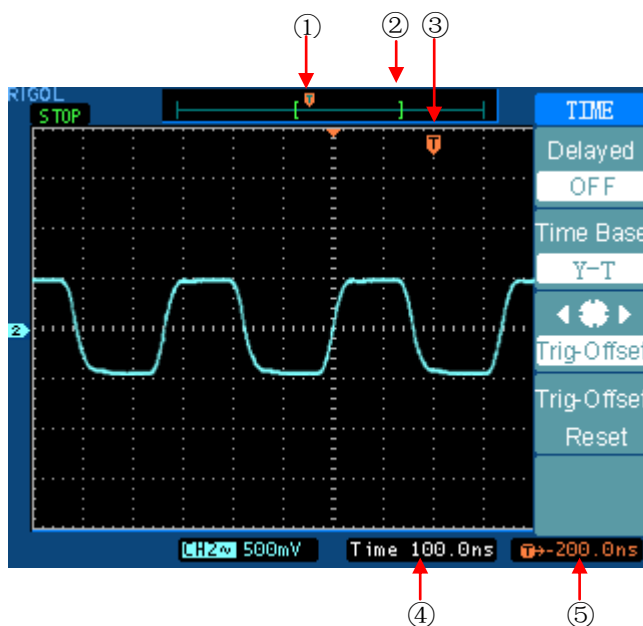 ① ② ③
RIGOL
STOP
T
T
TIME
Delayed
OFF
Time Base
Y-T
Trig-Offset
Trig-Offset
Reset
2
CH2~ 500mV Time 100.0ns T→-200.0ns
④ ⑤